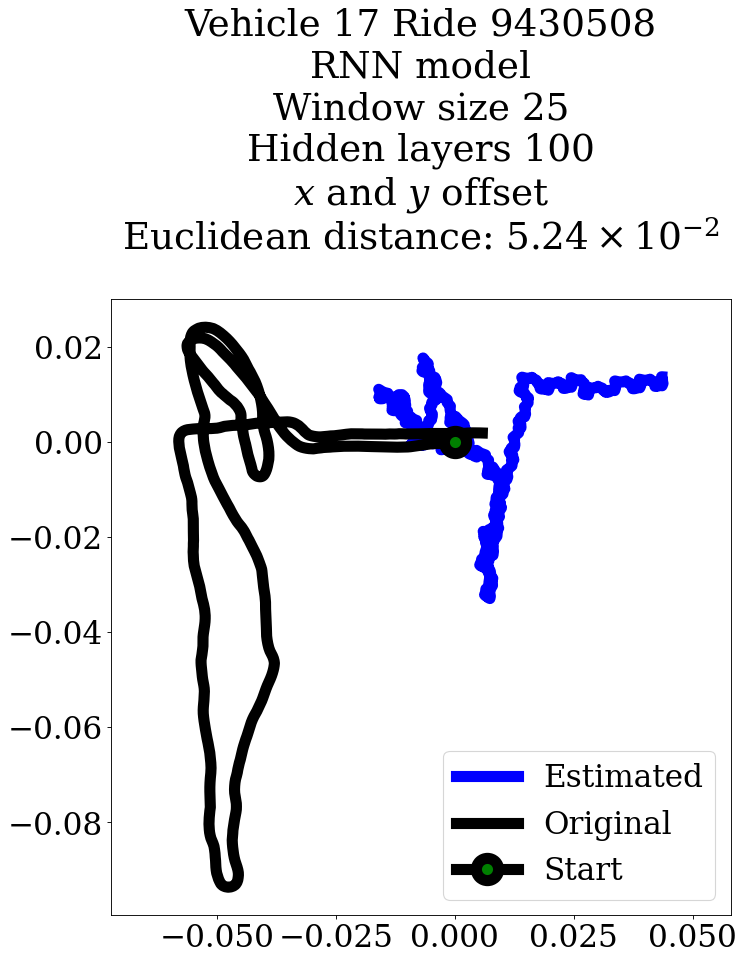 Vehicle 17 Ride 9430508
RNN model
Window size 25
Hidden layers 100
x and y offset
Euclidean distance: 5.24 × 10⁻²
0.02
0.00
−0.02
−0.04
−0.06
−0.08
Estimated
Original
Start
−0.050 −0.025 0.000 0.025 0.050